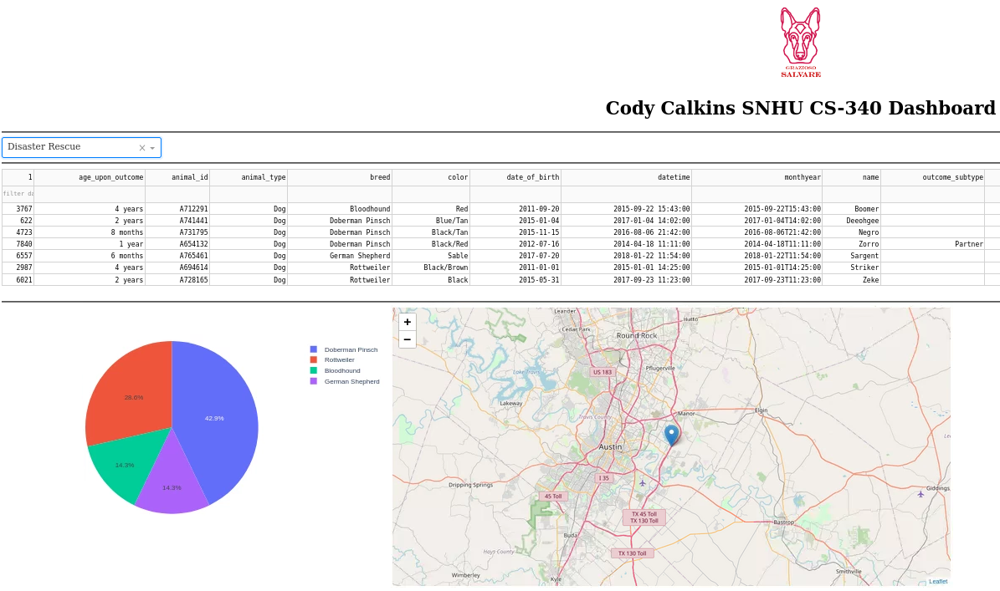 GRAZIOSO
SALVARE
Cody Calkins SNHU CS-340 Dashboard
Disaster Rescue
1 age_upon_outcome animal_id animal_type breed color date_of_birth datetime monthyear name outcome_subtype
filter da
3767 4 years A712291 Dog Bloodhound Red 2011-09-20 2015-09-22 15:43:00 2015-09-22T15:43:00 Boomer
622 2 years A741441 Dog Doberman Pinsch Blue/Tan 2015-01-04 2017-01-04 14:02:00 2017-01-04T14:02:00 Deeohgee
4723 8 months A731795 Dog Doberman Pinsch Black/Tan 2015-11-15 2016-08-06 21:42:00 2016-08-06T21:42:00 Negro
7840 1 year A654132 Dog Doberman Pinsch Black/Red 2012-07-16 2014-04-18 11:11:00 2014-04-18T11:11:00 Zorro Partner
6557 6 months A765461 Dog German Shepherd Sable 2017-07-20 2018-01-22 11:54:00 2018-01-22T11:54:00 Sargent
2987 4 years A694614 Dog Rottweiler Black/Brown 2011-01-01 2015-01-01 14:25:00 2015-01-01T14:25:00 Striker
6021 2 years A728165 Dog Rottweiler Black 2015-05-31 2017-09-23 11:23:00 2017-09-23T11:23:00 Zeke
42.9%
28.6%
14.3%
14.3%
Doberman Pinsch
Rottweiler
Bloodhound
German Shepherd
+
−
Leander
Hutto
Cedar Park
Round Rock
US 183
Pflugerville
Lake Travis
Lakeway
Travis County
Manor
Elgin
Austin
I 35
Dripping Springs
45 Toll
Giddings
TX 45 Toll
TX 130 Toll
Bastrop
Buda
Hays County
TX 130 Toll
Wimberley
Kyle
Smithville
Leaflet